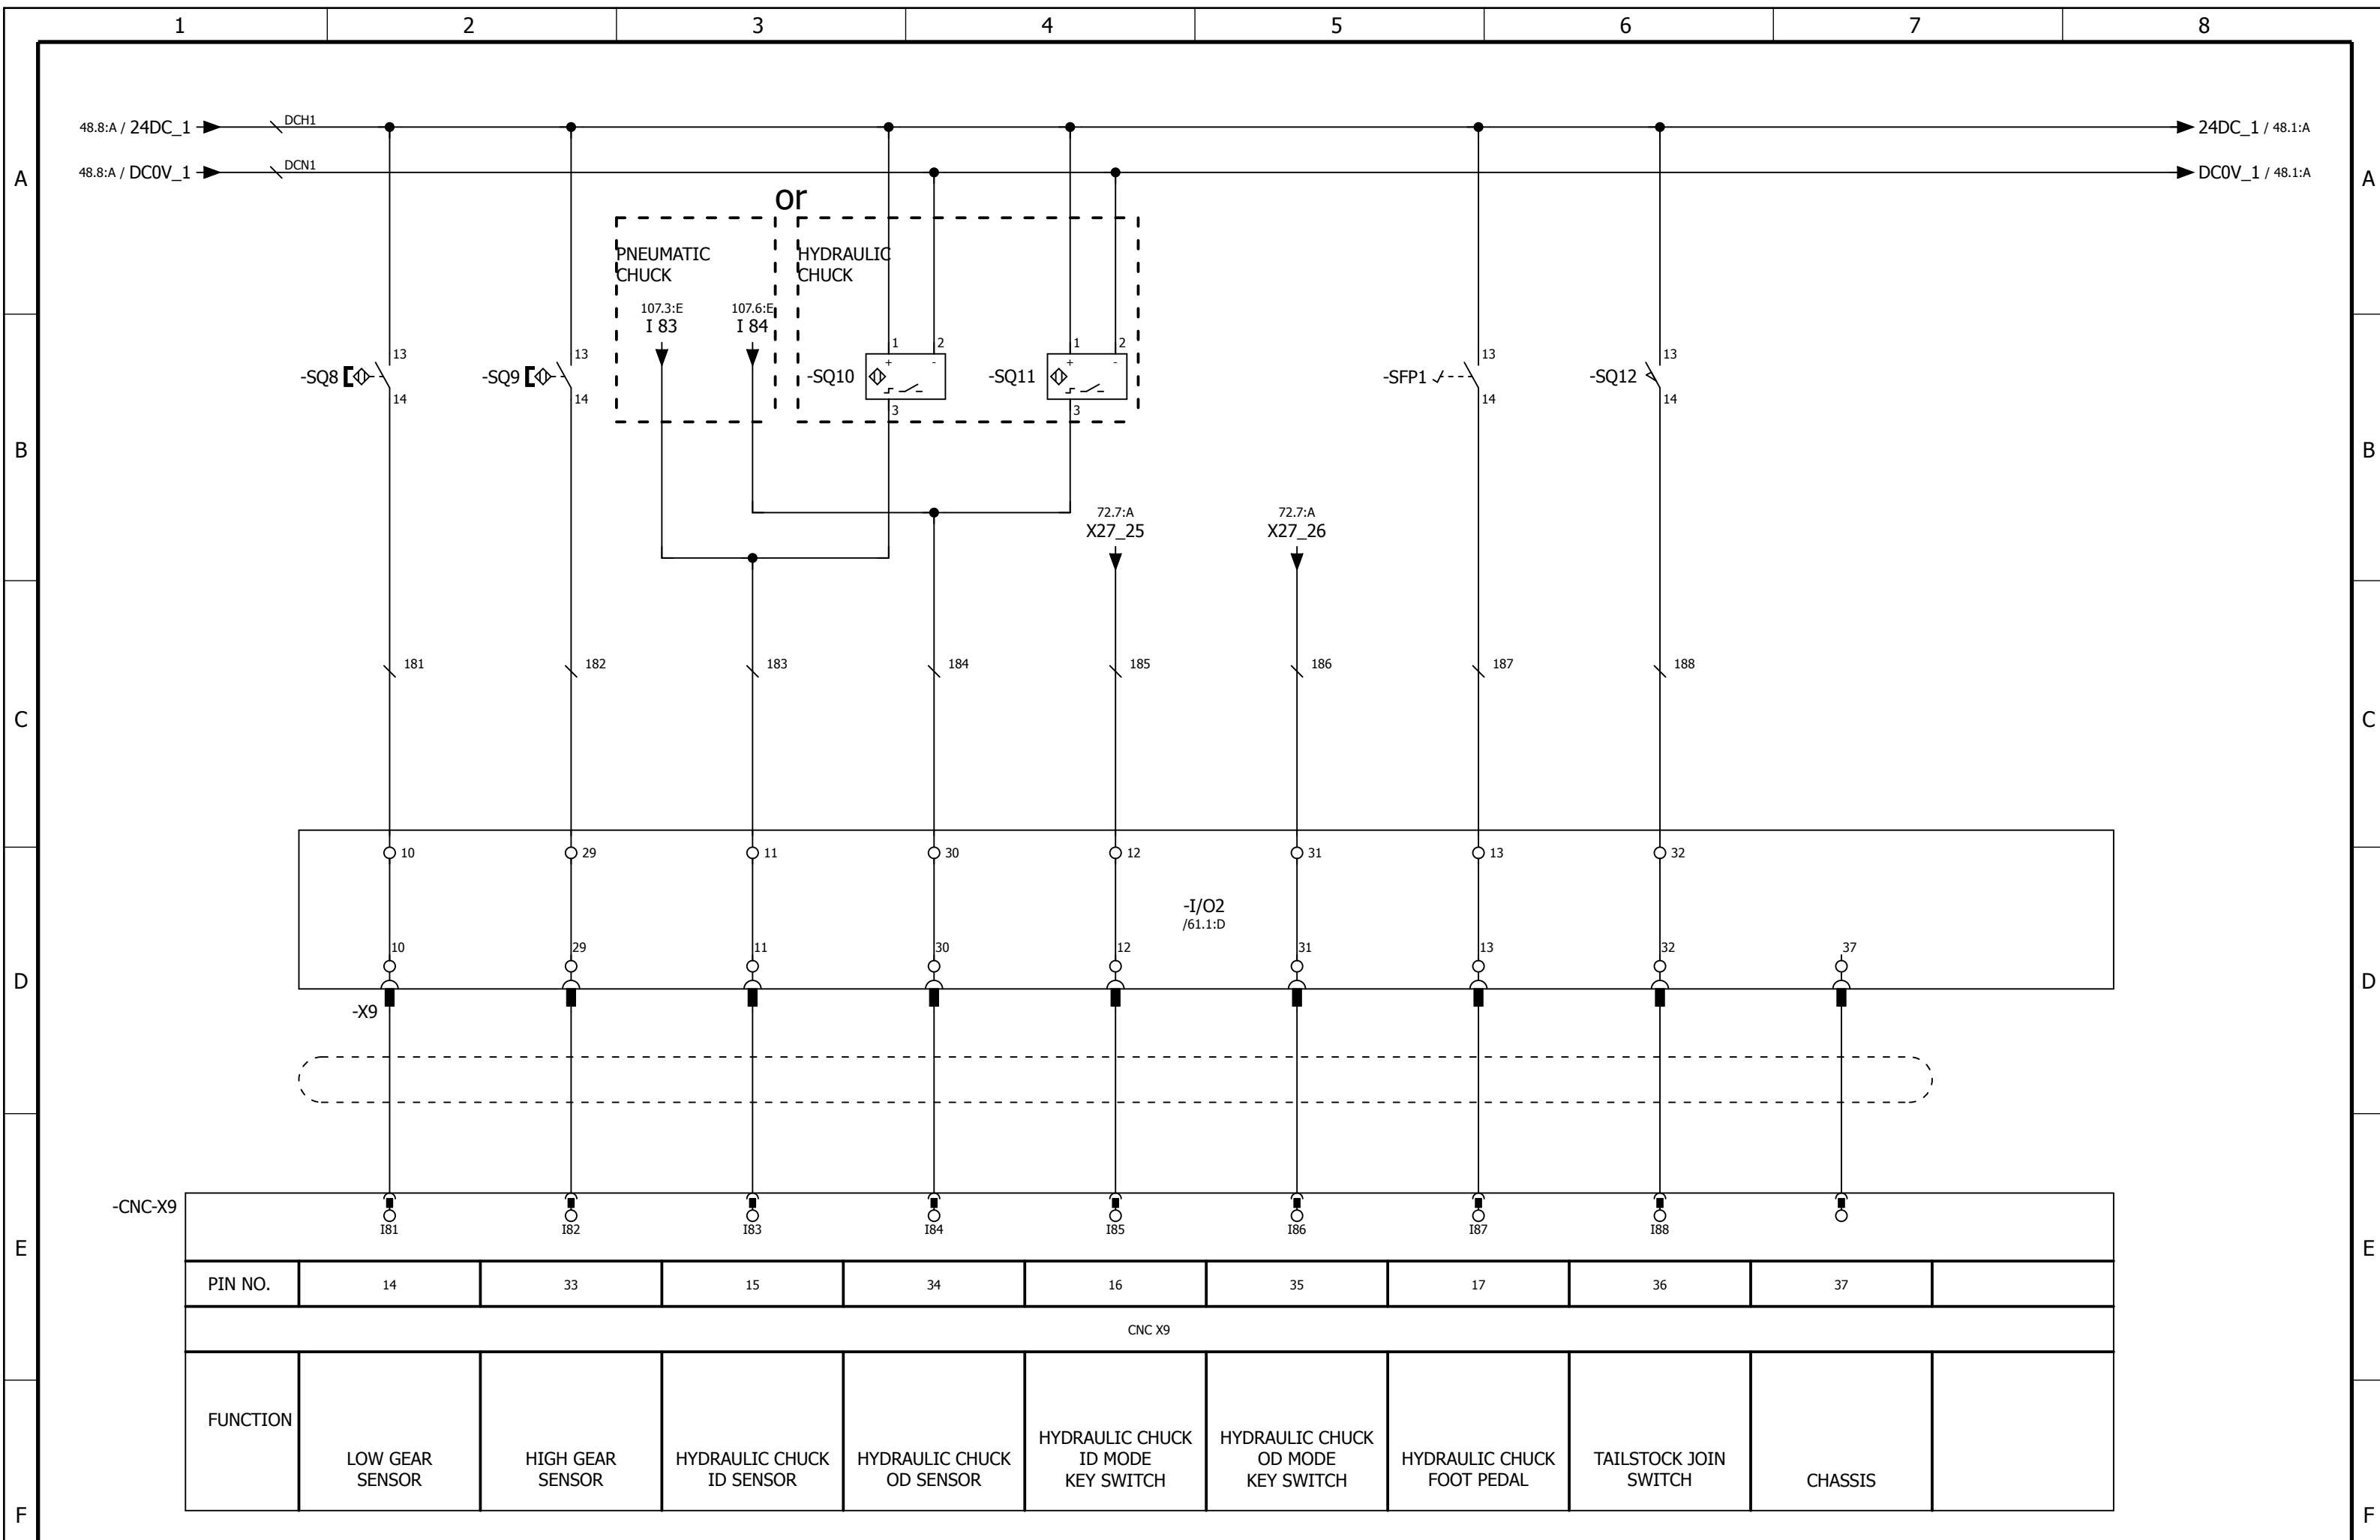 1 2 3 4 5 6 7 8
48.8:A / 24DC_1 DCH1 24DC_1 / 48.1:A
48.8:A / DC0V_1 DCN1 DC0V_1 / 48.1:A
A A
or
PNEUMATIC
CHUCK
HYDRAULIC
CHUCK
107.3:E
I 83
107.6:E
I 84
13 13 1 2 1 2 13 13
+ - + -
-SQ8 -SQ9 -SQ10 -SQ11 -SFP1 -SQ12
14 14 3 3 14 14
B B
72.7:A
X27_25
72.7:A
X27_26
181 182 183 184 185 186 187 188
C C
10 29 11 30 12 31 13 32
-I/O2
/61.1:D
10 29 11 30 12 31 13 32 37
D D
-X9
-CNC-X9
I81 I82 I83 I84 I85 I86 I87 I88
E E
PIN NO. 14 33 15 34 16 35 17 36 37
CNC X9
FUNCTION
LOW GEAR
SENSOR
HIGH GEAR
SENSOR
HYDRAULIC CHUCK
ID SENSOR
HYDRAULIC CHUCK
OD SENSOR
HYDRAULIC CHUCK
ID MODE
KEY SWITCH
HYDRAULIC CHUCK
OD MODE
KEY SWITCH
HYDRAULIC CHUCK
FOOT PEDAL
TAILSTOCK JOIN
SWITCH
CHASSIS
F F